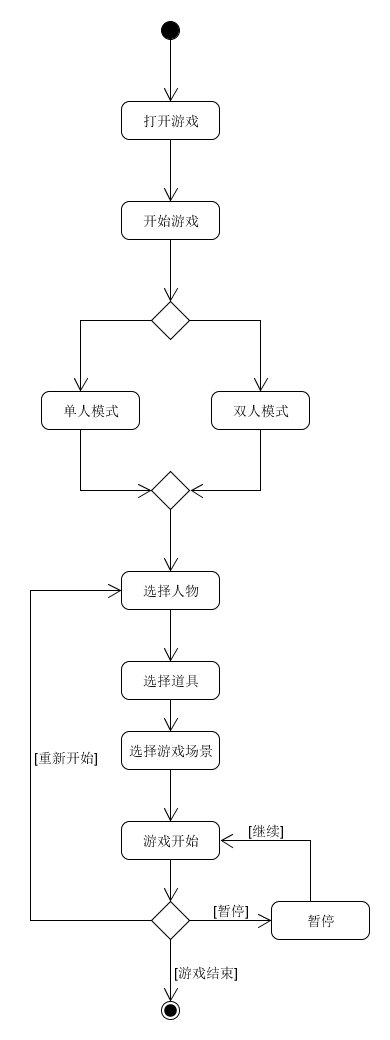 打开游戏
开始游戏
单人模式
双人模式
选择人物
选择道具
选择游戏场景
[重新开始]
游戏开始
[继续]
[暂停]
暂停
[游戏结束]